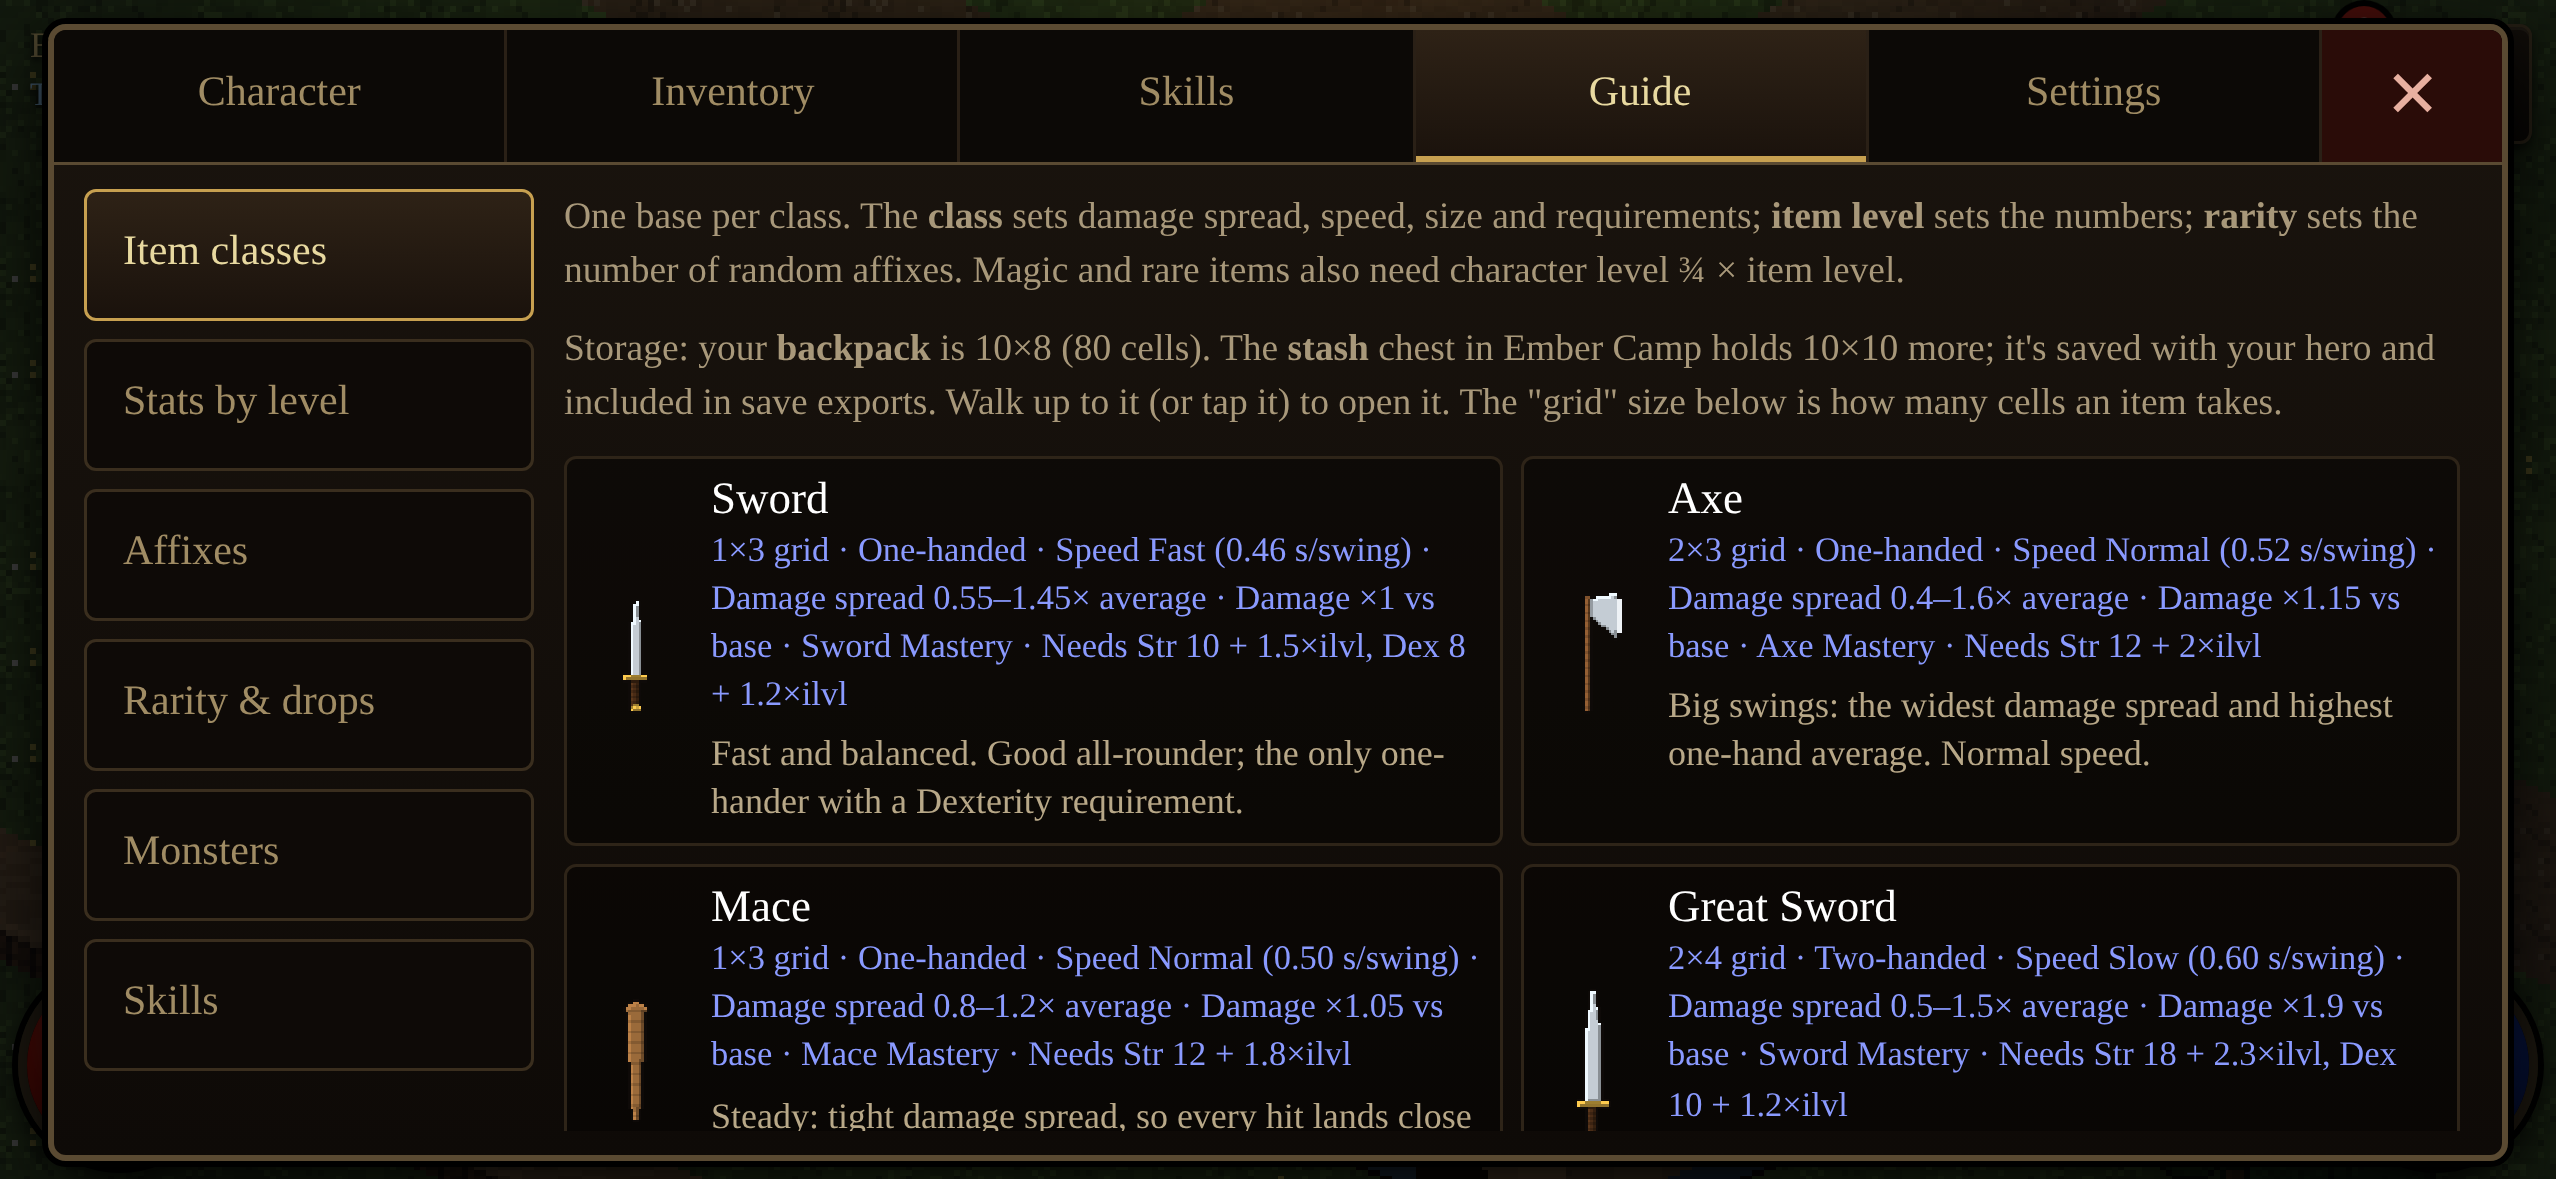 Character
Inventory
Skills
Guide
Settings
✕
Item classes
Stats by level
Affixes
Rarity & drops
Monsters
Skills
One base per class. The class sets damage spread, speed, size and requirements; item level sets the numbers; rarity sets the
number of random affixes. Magic and rare items also need character level ¾ × item level.
Storage: your backpack is 10×8 (80 cells). The stash chest in Ember Camp holds 10×10 more; it's saved with your hero and
included in save exports. Walk up to it (or tap it) to open it. The "grid" size below is how many cells an item takes.
Sword
1×3 grid · One-handed · Speed Fast (0.46 s/swing) ·
Damage spread 0.55–1.45× average · Damage ×1 vs
base · Sword Mastery · Needs Str 10 + 1.5×ilvl, Dex 8
+ 1.2×ilvl
Fast and balanced. Good all-rounder; the only one-
hander with a Dexterity requirement.
Axe
2×3 grid · One-handed · Speed Normal (0.52 s/swing) ·
Damage spread 0.4–1.6× average · Damage ×1.15 vs
base · Axe Mastery · Needs Str 12 + 2×ilvl
Big swings: the widest damage spread and highest
one-hand average. Normal speed.
Mace
1×3 grid · One-handed · Speed Normal (0.50 s/swing) ·
Damage spread 0.8–1.2× average · Damage ×1.05 vs
base · Mace Mastery · Needs Str 12 + 1.8×ilvl
Steady: tight damage spread, so every hit lands close
Great Sword
2×4 grid · Two-handed · Speed Slow (0.60 s/swing) ·
Damage spread 0.5–1.5× average · Damage ×1.9 vs
base · Sword Mastery · Needs Str 18 + 2.3×ilvl, Dex
10 + 1.2×ilvl